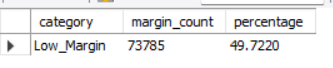 category margin_count percentage
Low_Margin 73785 49.7220